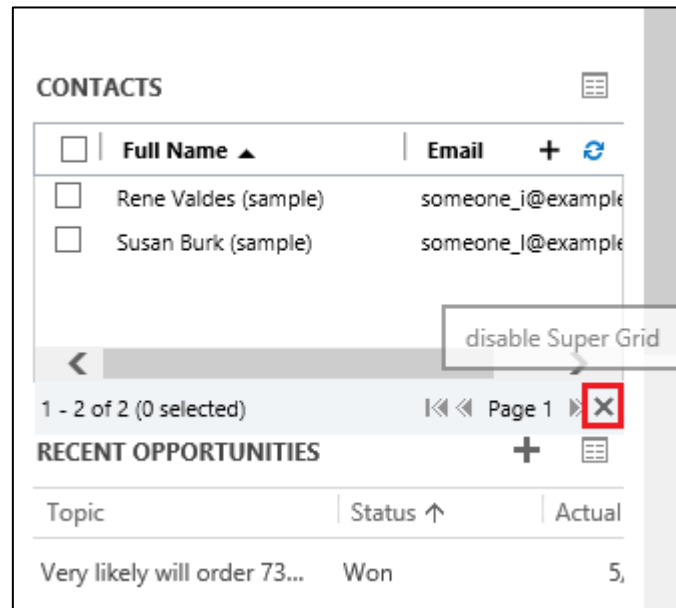 CONTACTS
Full Name ▲ Email +
Rene Valdes (sample) someone_i@example
Susan Burk (sample) someone_l@example
disable Super Grid
1 - 2 of 2 (0 selected) Page 1
RECENT OPPORTUNITIES +
Topic Status ↑ Actual
Very likely will order 73... Won 5,